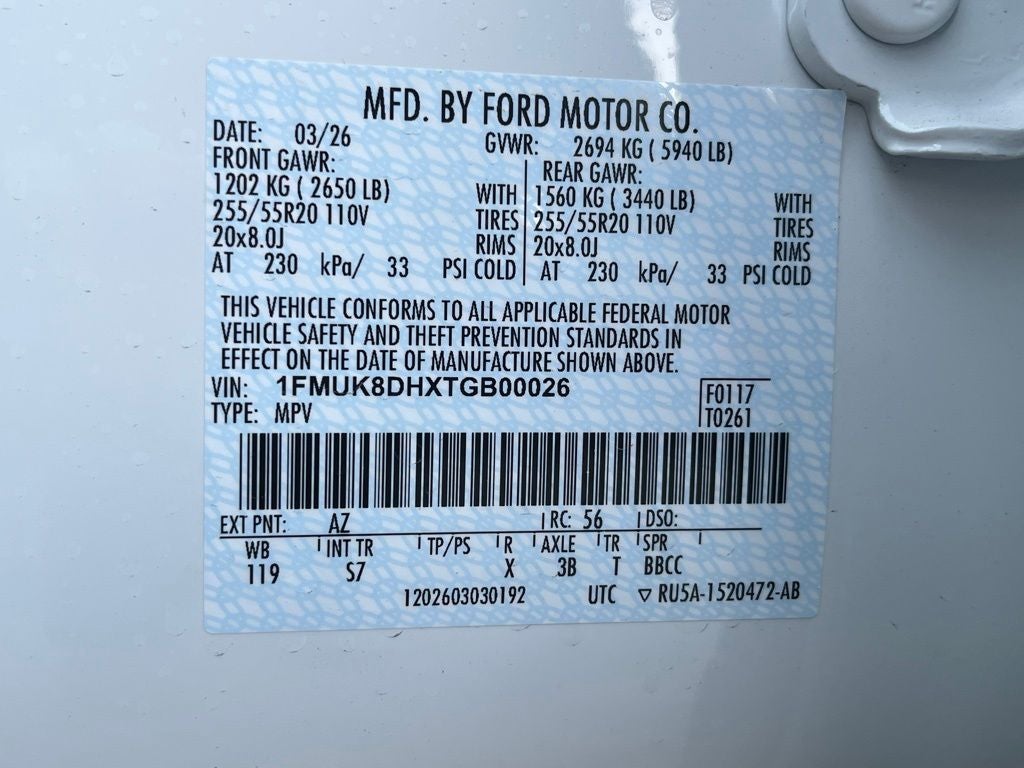 MFD. BY FORD MOTOR CO.
DATE: 03/26 GVWR: 2694 KG ( 5940 LB)
FRONT GAWR: REAR GAWR:
1202 KG ( 2650 LB) WITH 1560 KG ( 3440 LB) WITH
255/55R20 110V TIRES 255/55R20 110V TIRES
20x8.0J RIMS 20x8.0J RIMS
AT 230 kPa/ 33 PSI COLD AT 230 kPa/ 33 PSI COLD
THIS VEHICLE CONFORMS TO ALL APPLICABLE FEDERAL MOTOR
VEHICLE SAFETY AND THEFT PREVENTION STANDARDS IN
EFFECT ON THE DATE OF MANUFACTURE SHOWN ABOVE.
VIN: 1FMUK8DHXTGB00026 F0117
TYPE: MPV T0261
EXT PNT: AZ RC: 56 DSO:
WB INT TR TP/PS R AXLE TR SPR
119 S7 X 3B T BBCC
1202603030192 UTC ▽ RU5A-1520472-AB